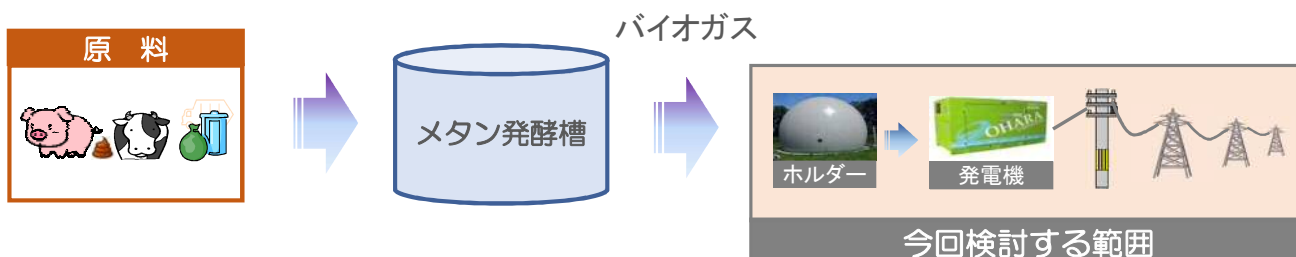 バイオガス
原 料
メタン発酵槽
ホルダー
OHARA
発電機
今回検討する範囲